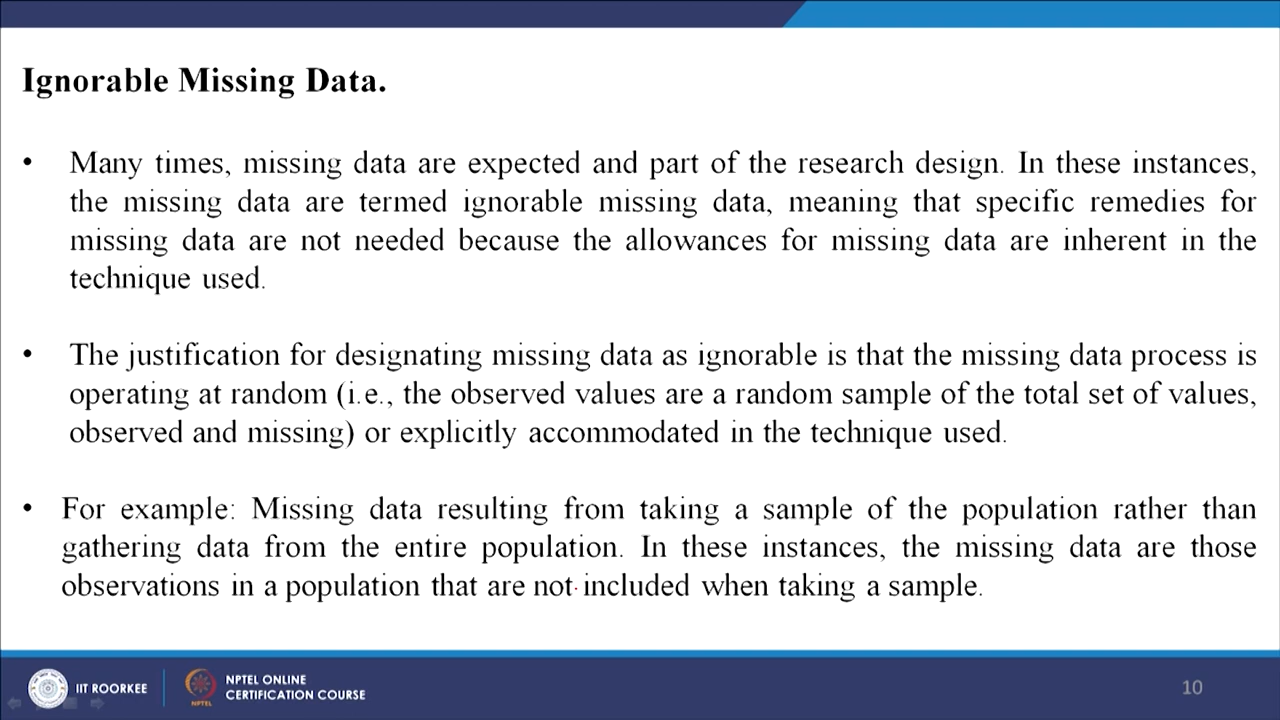 Ignorable Missing Data.
• Many times, missing data are expected and part of the research design. In these instances,
the missing data are termed ignorable missing data, meaning that specific remedies for
missing data are not needed because the allowances for missing data are inherent in the
technique used.
• The justification for designating missing data as ignorable is that the missing data process is
operating at random (i.e., the observed values are a random sample of the total set of values,
observed and missing) or explicitly accommodated in the technique used.
• For example: Missing data resulting from taking a sample of the population rather than
gathering data from the entire population. In these instances, the missing data are those
observations in a population that are not included when taking a sample.
IIT ROORKEE
NPTEL
NPTEL ONLINE
CERTIFICATION COURSE
10